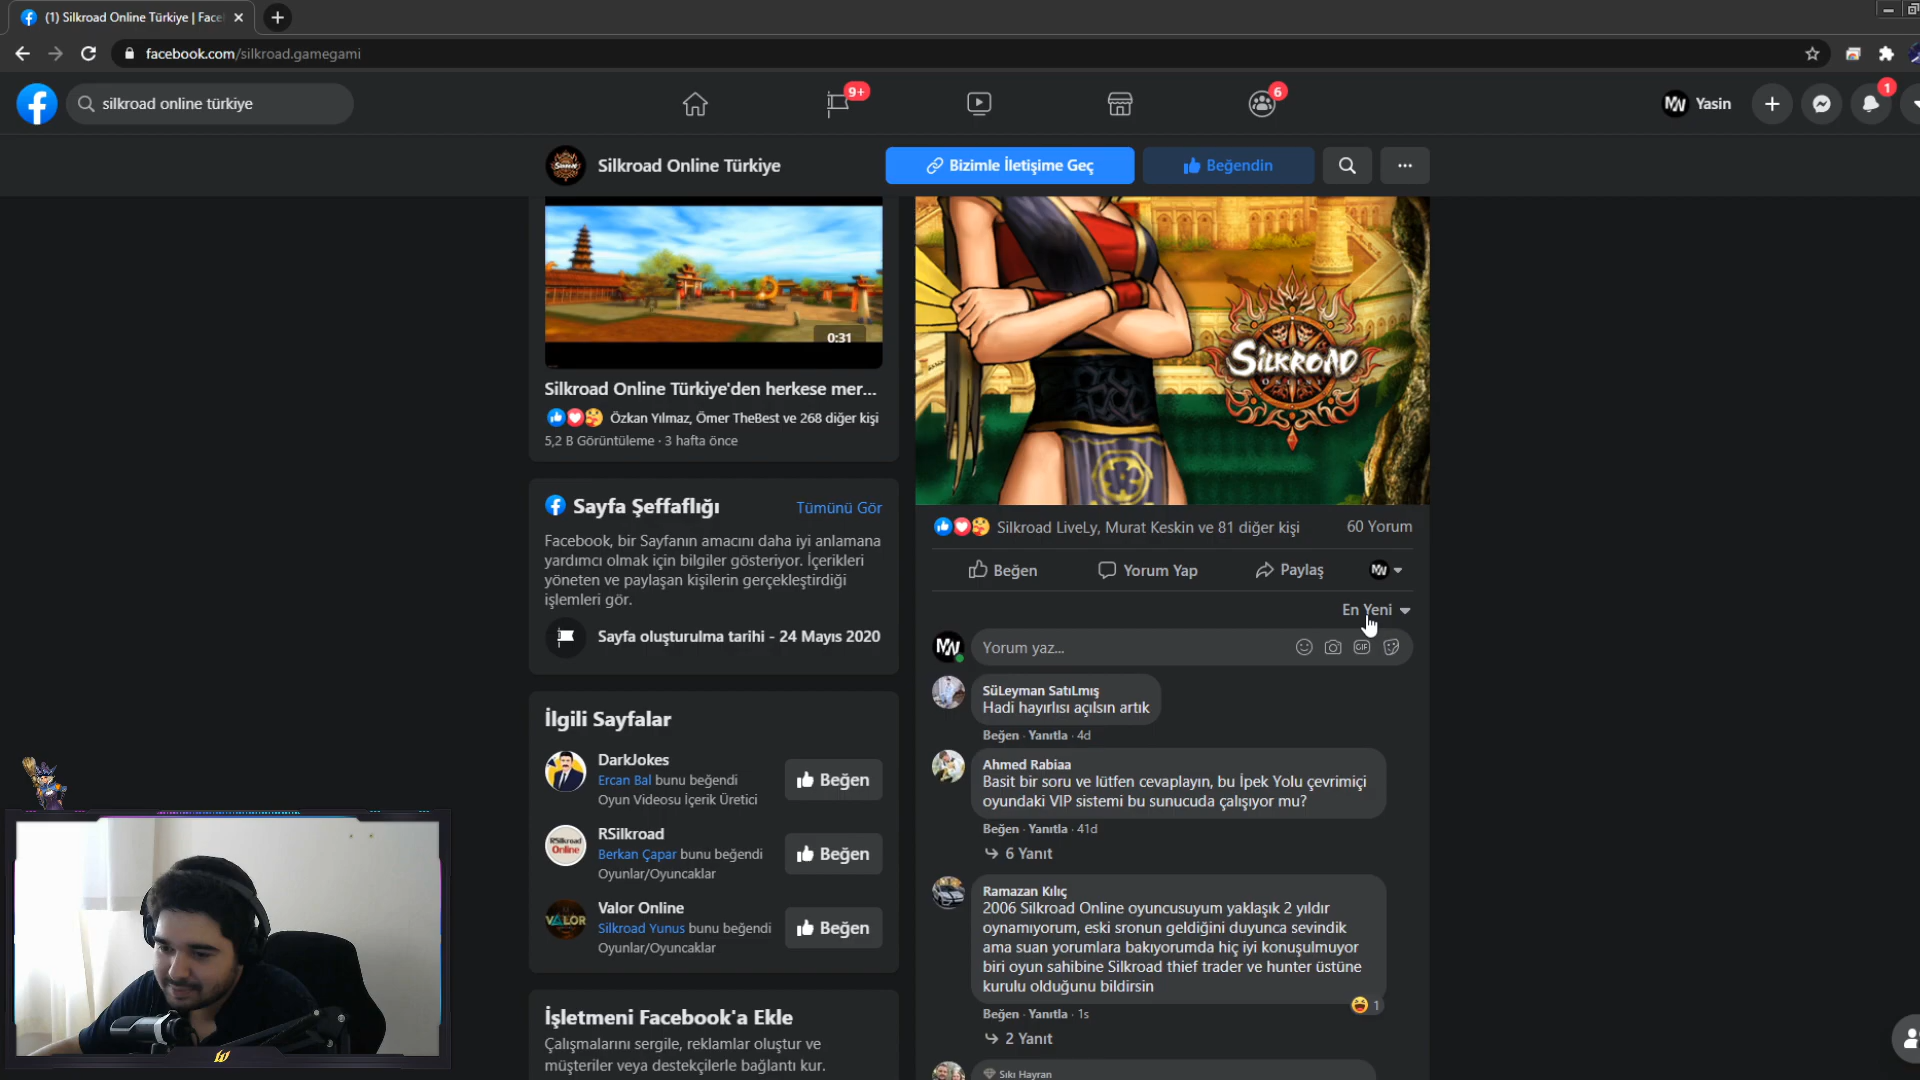 (1) Silkroad Online Türkiye | Face
facebook.com/silkroad.gamegami
silkroad online türkiye
9+
6
Yasin
1
Silkroad Online Türkiye
Bizimle İletişime Geç
Beğendin
0:31
Silkroad Online Türkiye'den herkese mer...
Özkan Yılmaz, Ömer TheBest ve 268 diğer kişi
5,2 B Görüntüleme · 3 hafta önce
Sayfa Şeffaflığı
Tümünü Gör
Facebook, bir Sayfanın amacını daha iyi anlamana
yardımcı olmak için bilgiler gösteriyor. İçerikleri
yöneten ve paylaşan kişilerin gerçekleştirdiği
işlemleri gör.
Sayfa oluşturulma tarihi - 24 Mayıs 2020
İlgili Sayfalar
DarkJokes
Ercan Bal bunu beğendi
Oyun Videosu İçerik Üretici
Beğen
RSilkroad
Online
RSilkroad
Berkan Çapar bunu beğendi
Oyunlar/Oyuncaklar
Beğen
VALOR
Valor Online
Silkroad Yunus bunu beğendi
Oyunlar/Oyuncaklar
Beğen
İşletmeni Facebook'a Ekle
Çalışmalarını sergile, reklamlar oluştur ve
müşteriler veya destekçilerle bağlantı kur.
SILKROAD
ONLINE
Silkroad LiveLy, Murat Keskin ve 81 diğer kişi
60 Yorum
Beğen
Yorum Yap
Paylaş
En Yeni
Yorum yaz...
GIF
SüLeyman SatıLmış
Hadi hayırlısı açılsın artık
Beğen · Yanıtla · 4d
Ahmed Rabiaa
Basit bir soru ve lütfen cevaplayın, bu İpek Yolu çevrimiçi
oyundaki VIP sistemi bu sunucuda çalışıyor mu?
Beğen · Yanıtla · 41d
6 Yanıt
Ramazan Kılıç
2006 Silkroad Online oyuncusuyum yaklaşık 2 yıldır
oynamıyorum, eski sronun geldiğini duyunca sevindik
ama suan yorumlara bakıyorumda hiç iyi konuşulmuyor
biri oyun sahibine Silkroad thief trader ve hunter üstüne
kurulu olduğunu bildirsin
1
Beğen · Yanıtla · 1s
2 Yanıt
Sıkı Hayran